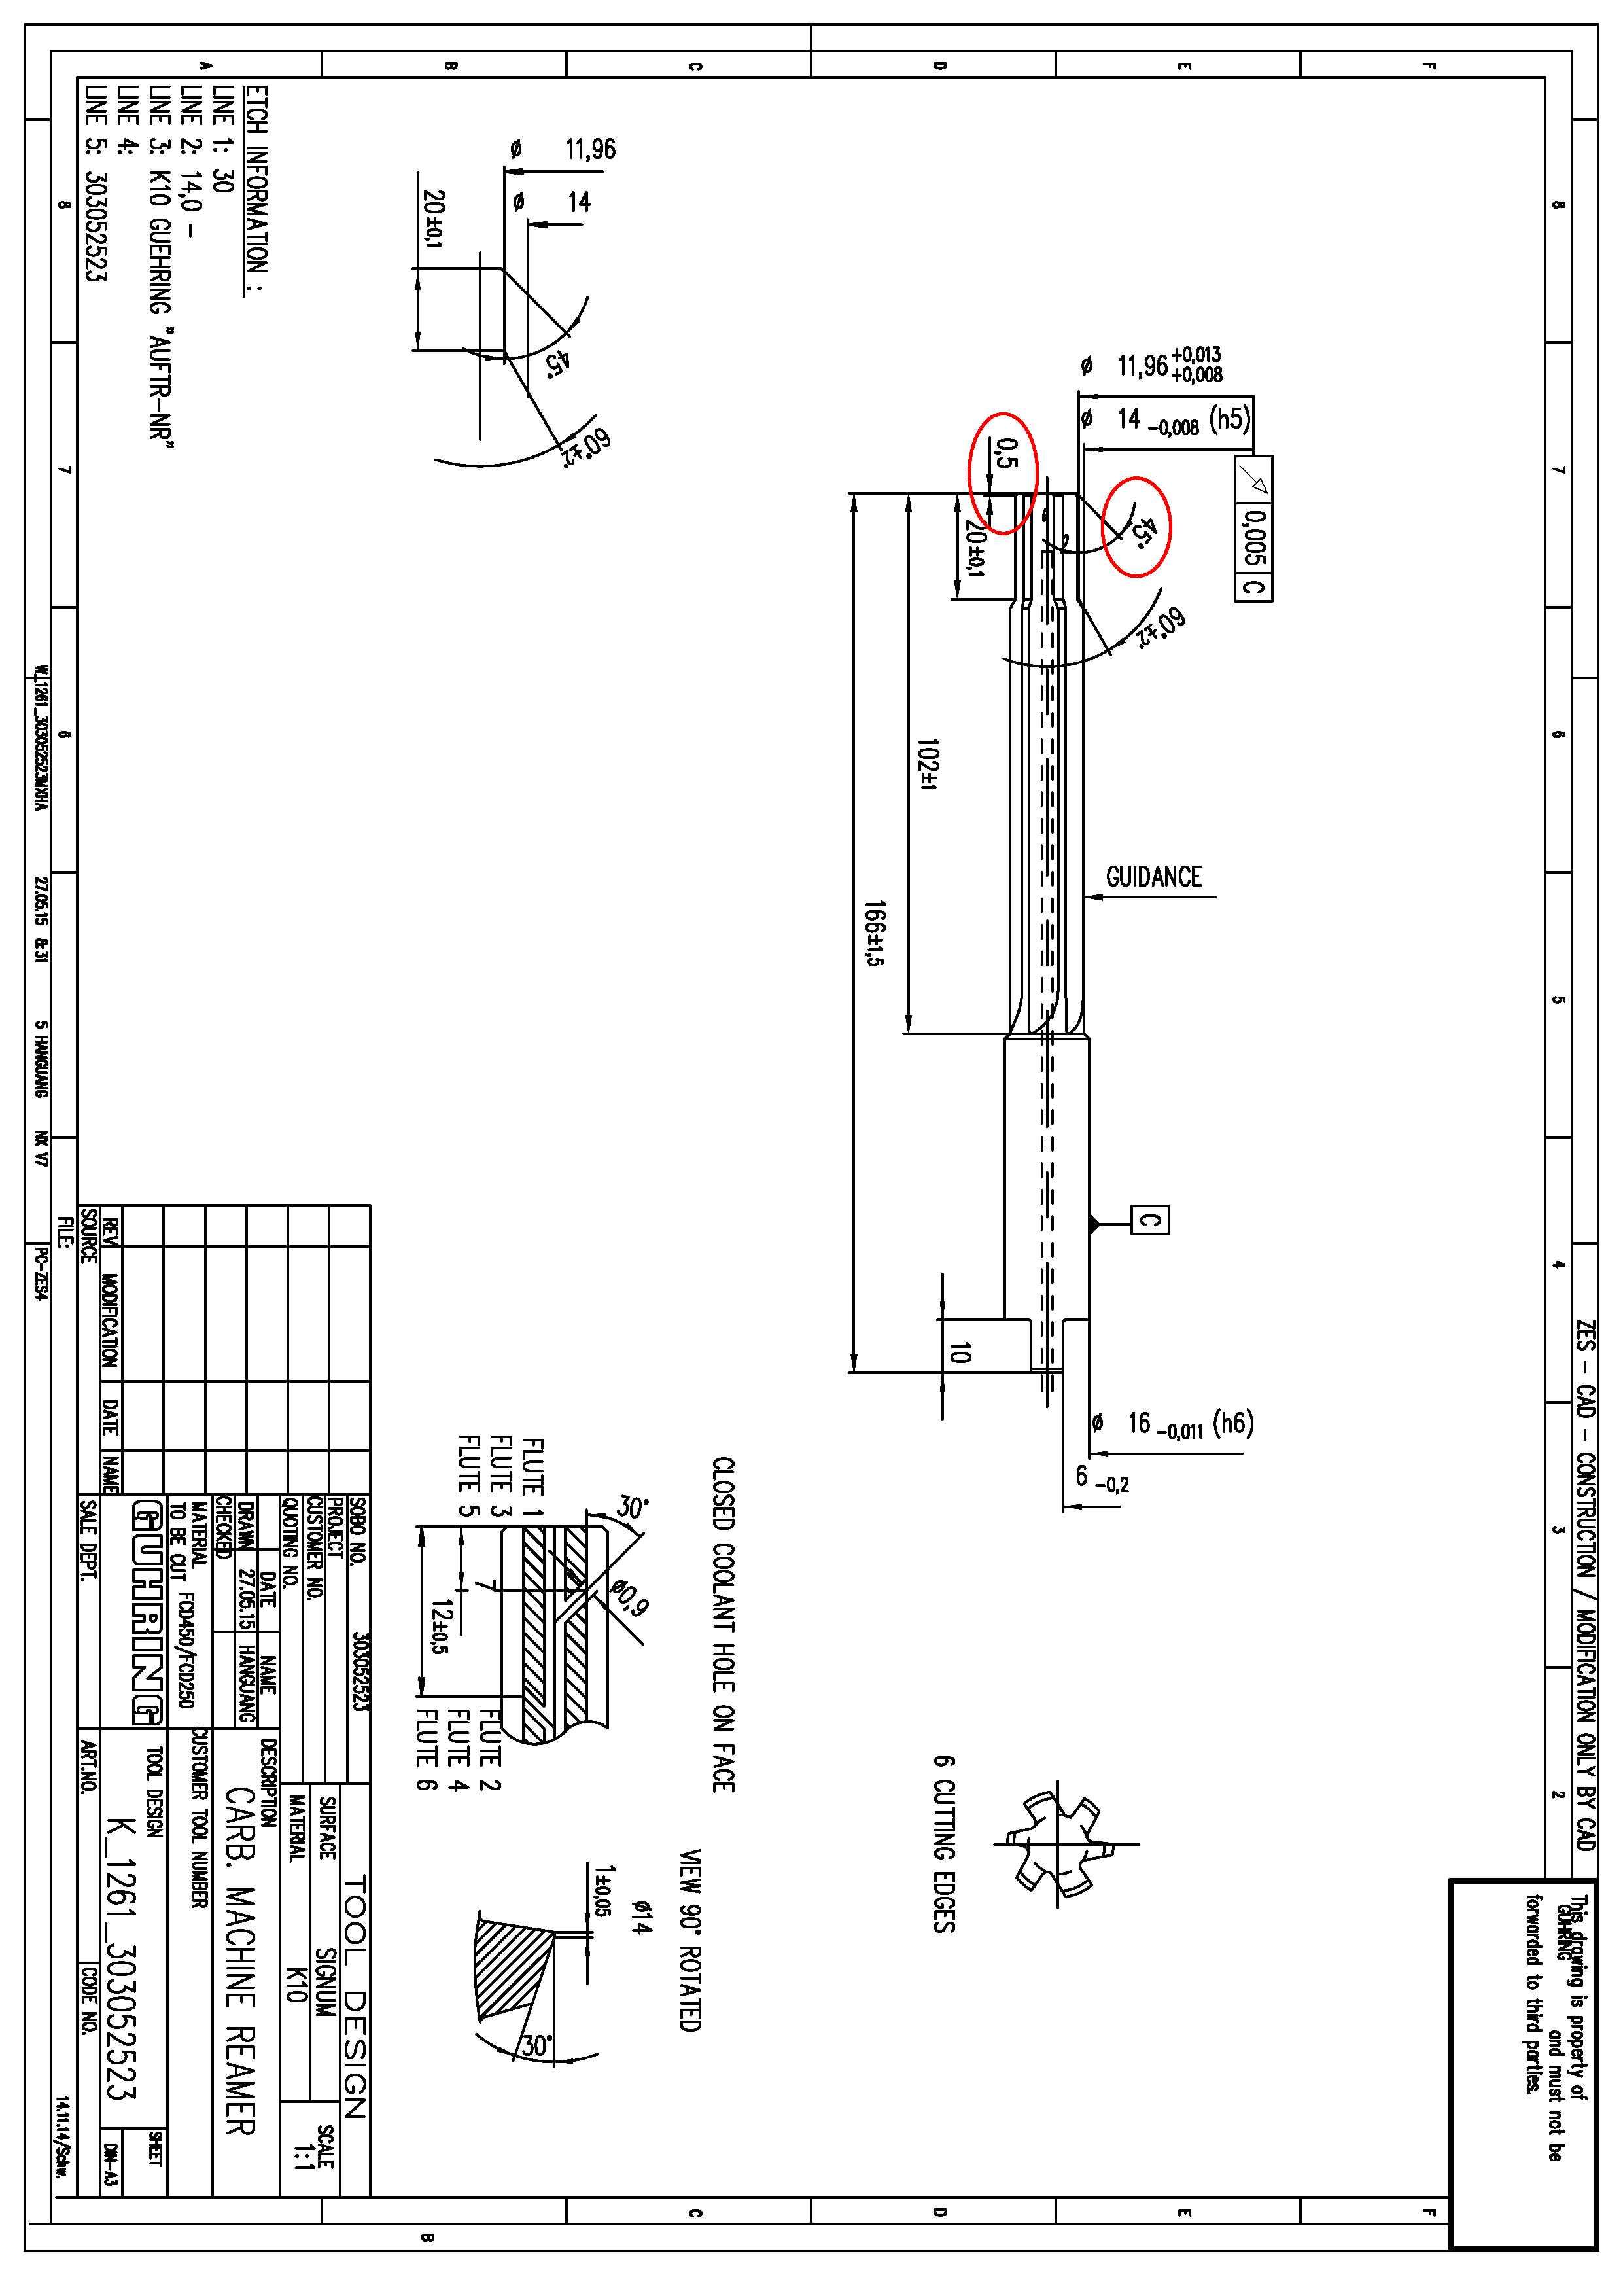 ZES - CAD - CONSTRUCTION / MODIFICATION ONLY BY CAD
This drawing is property of
GUHRING and must not be
forwarded to third parties.
8 7 6 5 4 3 2
F
E
D
C
B
A
F
E
D
C
B
ø 11,96 +0,013 +0,008
ø 14 -0,008 (h5)
0,005 C
45°
60°±2°
0,5
20±0,1
102±1
166±1,5
GUIDANCE
C
10
ø 16 -0,011 (h6)
6 -0,2
6 CUTTING EDGES
CLOSED COOLANT HOLE ON FACE
VIEW 90° ROTATED
30°
ø0,9
FLUTE 1
FLUTE 3
FLUTE 5
12±0,5
FLUTE 2
FLUTE 4
FLUTE 6
ø14
1±0,05
30°
ø 11,96
ø 14
45°
60°±2°
20±0,1
ETCH INFORMATION :
LINE 1: 30
LINE 2: 14,0 -
LINE 3: K10 GUEHRING "AUFTR-NR"
LINE 4:
LINE 5: 303052523
REV MODIFICATION DATE NAME
SOURCE
SOBO NO. 303052523
PROJECT
CUSTOMER NO.
QUOTING NO.
DATE NAME
DRAWN 27.05.15 HANGUANG
CHECKED
MATERIAL
TO BE CUT FCD450/FCD250
GUHRING
SALE DEPT.
TOOL DESIGN
SURFACE SIGNUM
MATERIAL K10
SCALE
1:1
DESCRIPTION
CARB. MACHINE REAMER
CUSTOMER TOOL NUMBER
TOOL DESIGN
K_1261_303052523
SHEET
DIN-A3
ART.NO.
CODE NO.
8 7 6
FILE:
14.11.14/Schw.
W_1261_303052523MXHA 27.05.15 8:31 5 HANGUANG NX V7 PC-ZES4